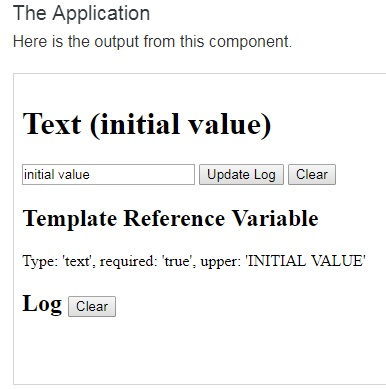 The Application
Here is the output from this component.
Text (initial value)
initial value Update Log Clear
Template Reference Variable
Type: 'text', required: 'true', upper: 'INITIAL VALUE'
Log Clear